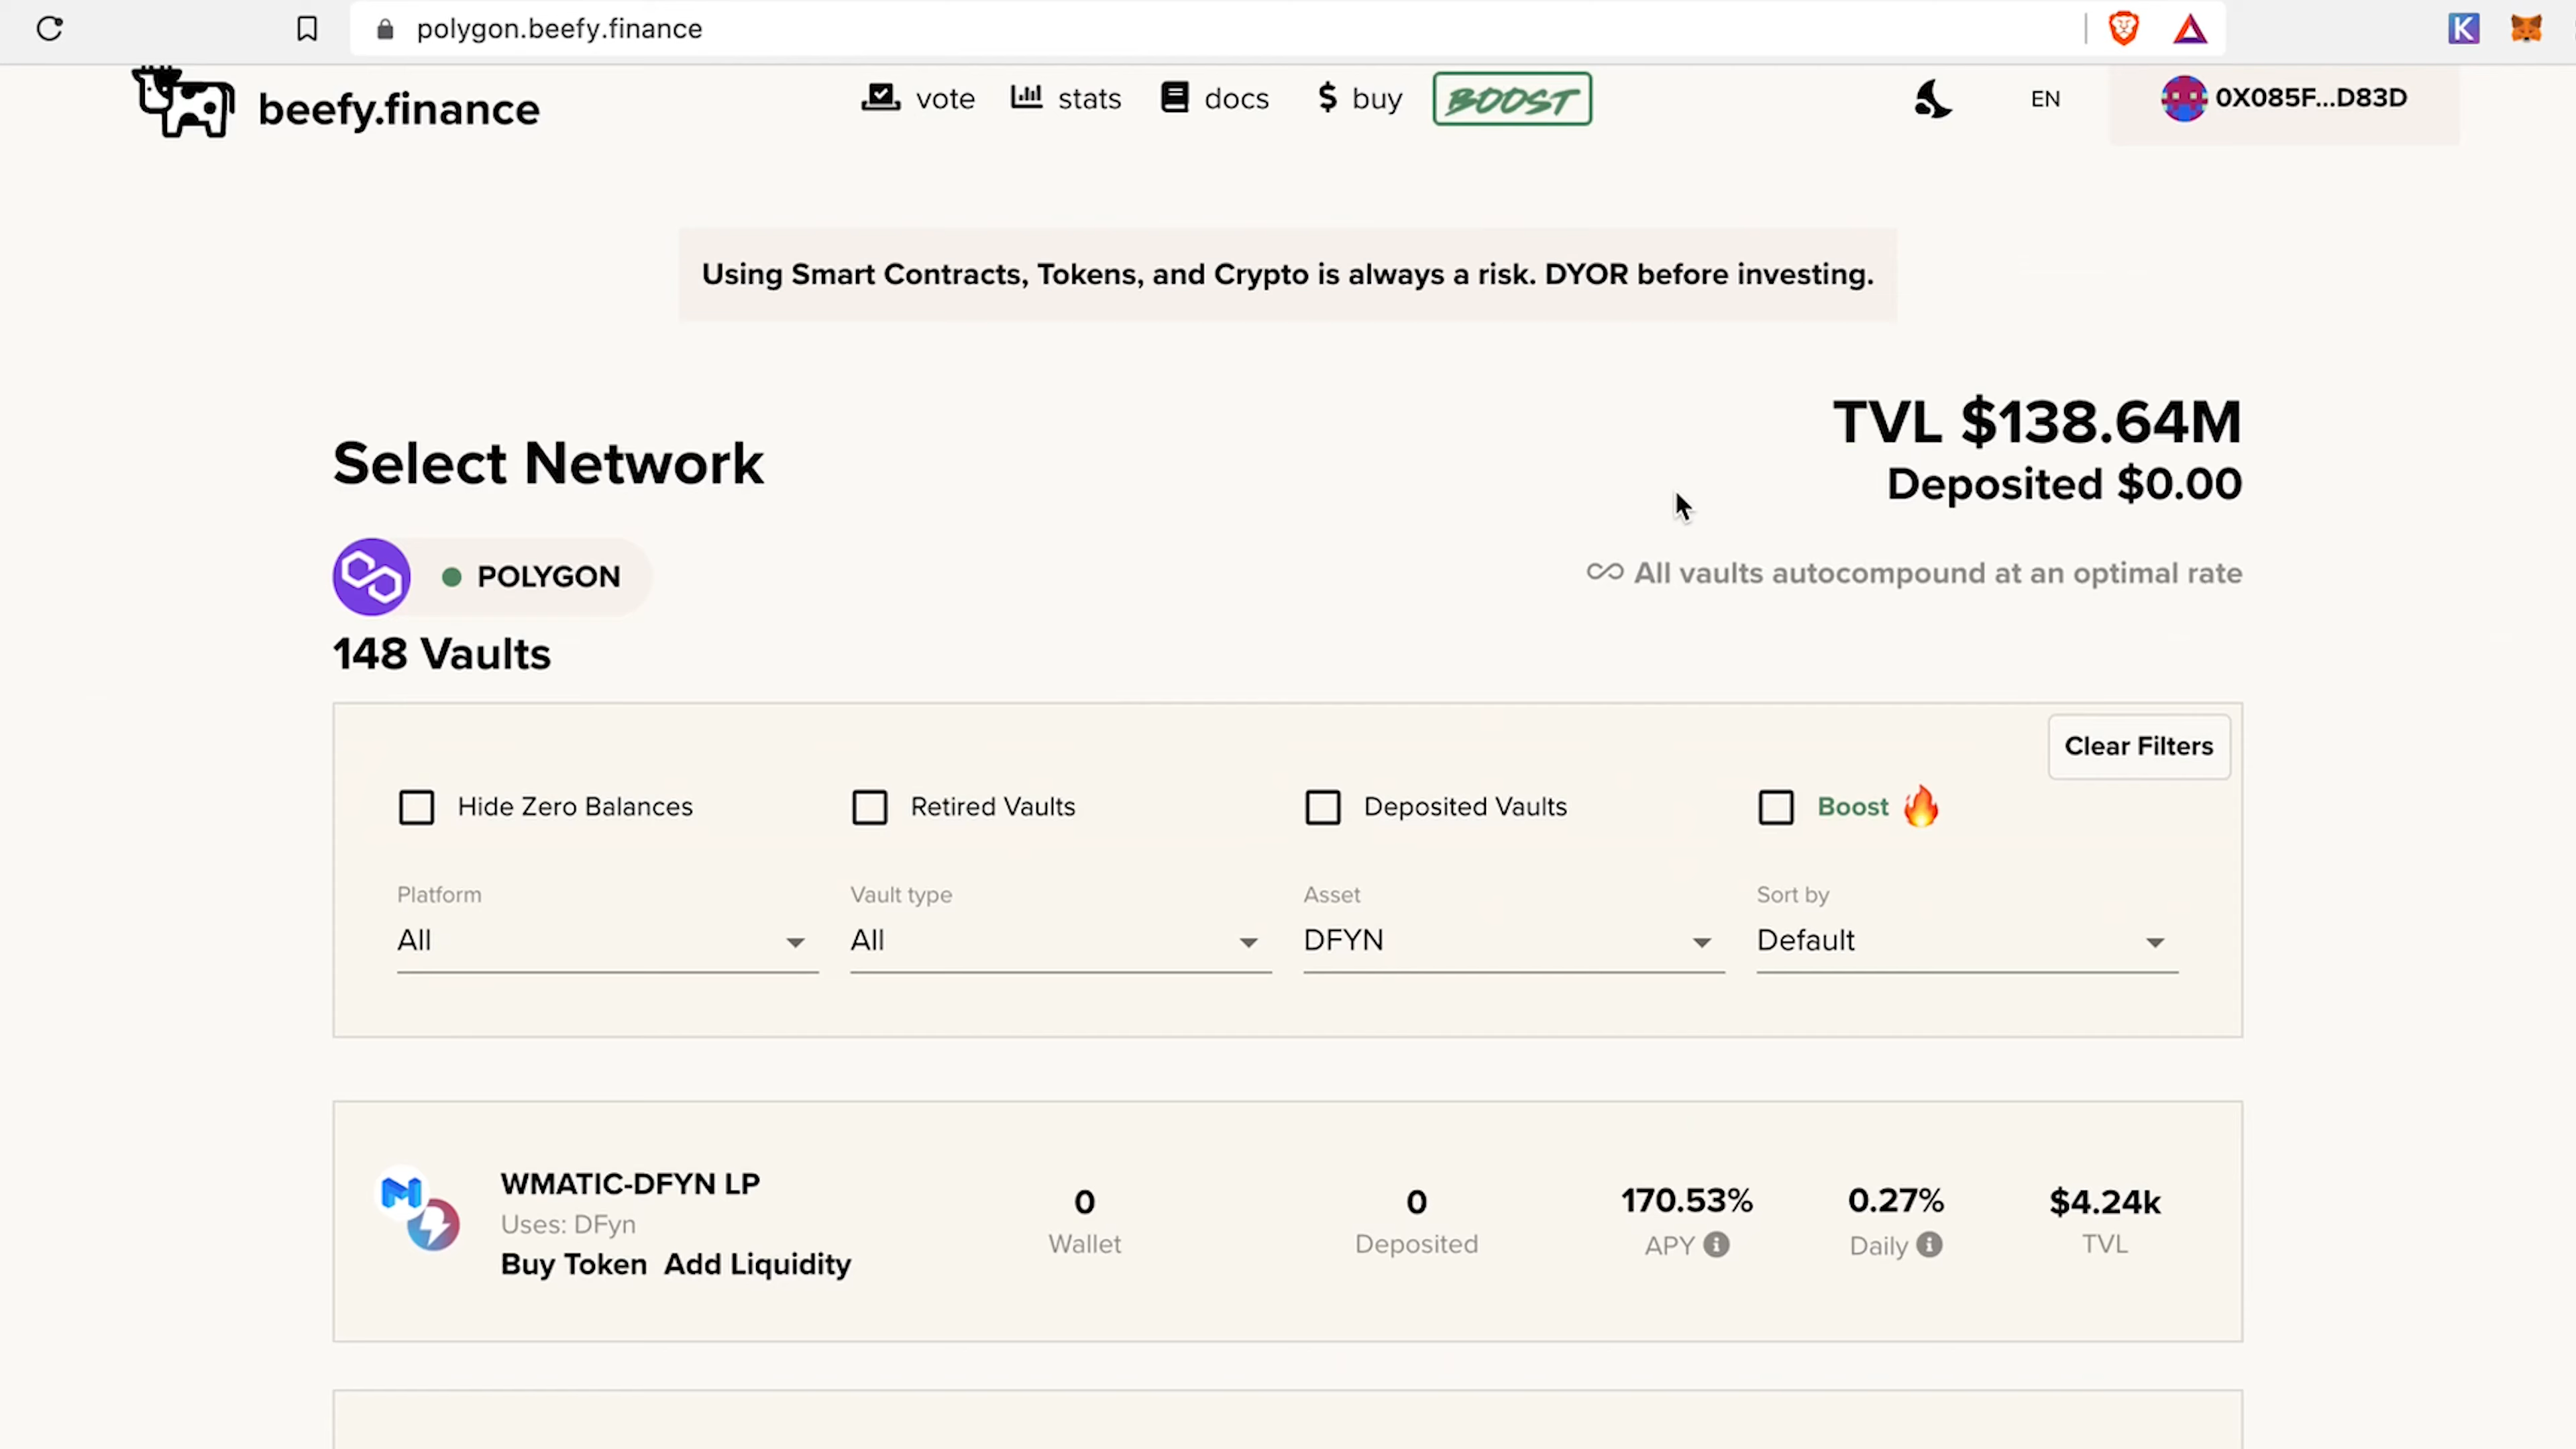 polygon.beefy.finance
K
beefy.finance
vote
stats
docs
$ buy
BOOST
EN
0X085F...D83D
Using Smart Contracts, Tokens, and Crypto is always a risk. DYOR before investing.
TVL $138.64M
Select Network
Deposited $0.00
POLYGON
All vaults autocompound at an optimal rate
148 Vaults
Clear Filters
Hide Zero Balances
Retired Vaults
Deposited Vaults
Boost 🔥
Platform
Vault type
Asset
Sort by
All
All
DFYN
Default
WMATIC-DFYN LP
Uses: DFyn
Buy Token Add Liquidity
0
Wallet
0
Deposited
170.53%
APY
0.27%
Daily
$4.24k
TVL